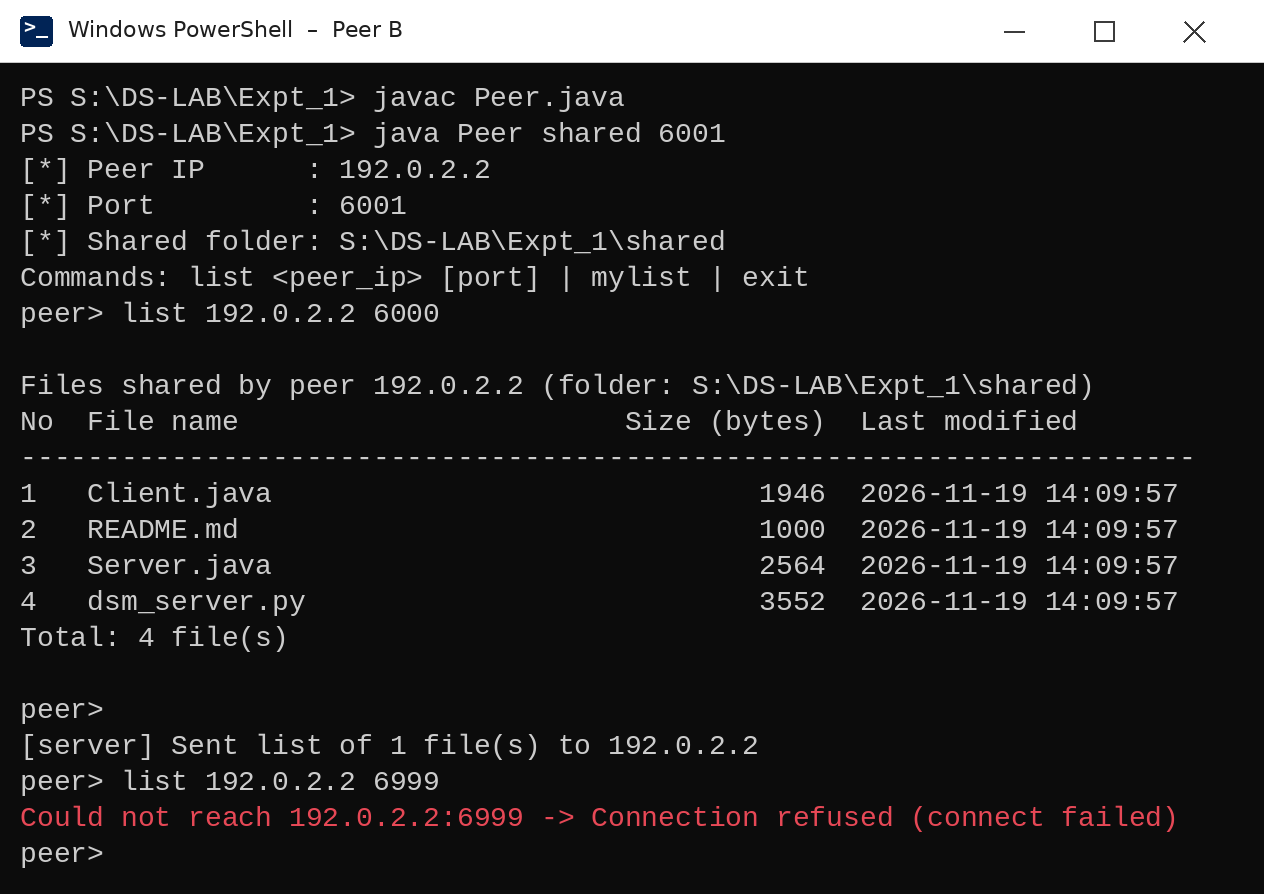 Windows PowerShell – Peer B
PS S:\DS-LAB\Expt_1> javac Peer.java
PS S:\DS-LAB\Expt_1> java Peer shared 6001
[*] Peer IP      : 192.0.2.2
[*] Port         : 6001
[*] Shared folder: S:\DS-LAB\Expt_1\shared
Commands: list <peer_ip> [port] | mylist | exit
peer> list 192.0.2.2 6000
Files shared by peer 192.0.2.2 (folder: S:\DS-LAB\Expt_1\shared)
No  File name                       Size (bytes)  Last modified
----------------------------------------------------------------------
1   Client.java                             1946  2026-11-19 14:09:57
2   README.md                               1000  2026-11-19 14:09:57
3   Server.java                             2564  2026-11-19 14:09:57
4   dsm_server.py                           3552  2026-11-19 14:09:57
Total: 4 file(s)
peer>
[server] Sent list of 1 file(s) to 192.0.2.2
peer> list 192.0.2.2 6999
Could not reach 192.0.2.2:6999 -> Connection refused (connect failed)
peer>